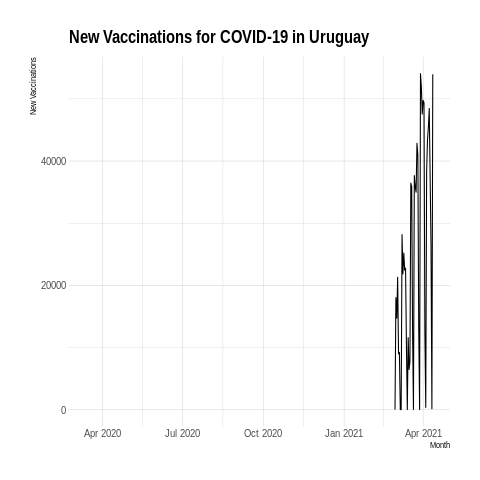 New Vaccinations for COVID-19 in Uruguay
New Vaccinations
40000
20000
0
Apr 2020 Jul 2020 Oct 2020 Jan 2021 Apr 2021
Month